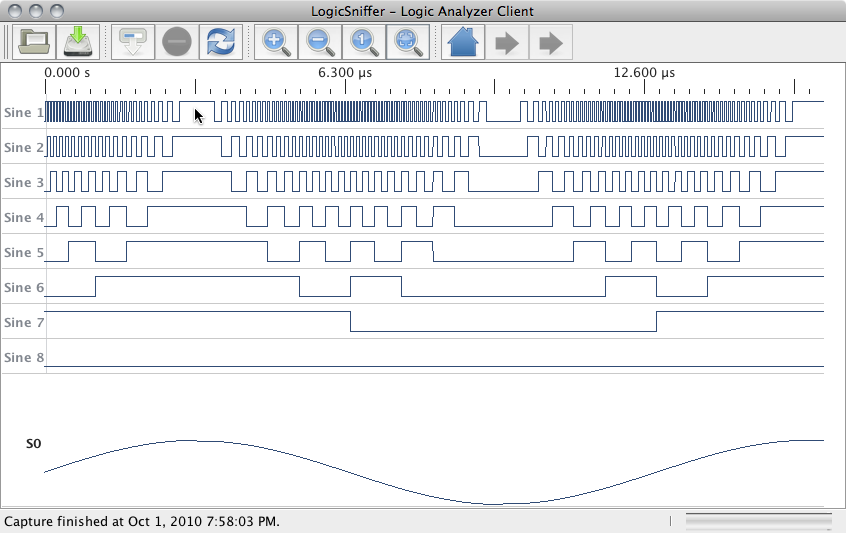 LogicSniffer – Logic Analyzer Client
1
0.000 s 6.300 µs 12.600 µs
Sine 1
Sine 2
Sine 3
Sine 4
Sine 5
Sine 6
Sine 7
Sine 8
S0
Capture finished at Oct 1, 2010 7:58:03 PM.